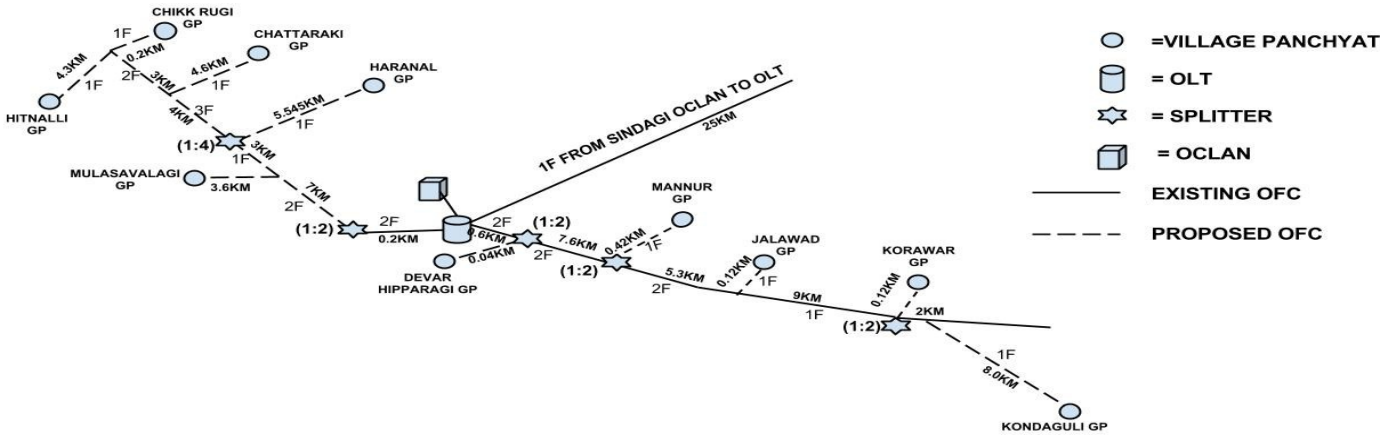 CHIKK RUGI
GP
1F
0.2KM
4.3KM
1F
2F
3KM
HITNALLI
GP
CHATTARAKI
GP
4.6KM
1F
3F
4KM
HARANAL
GP
5.545KM
1F
(1:4)
3KM
1F
MULASAVALAGI
GP
3.6KM
7KM
2F
(1:2)
2F
0.2KM
1F FROM SINDAGI OCLAN TO OLT
25KM
2F
0.6KM
(1:2)
0.04KM
DEVAR
HIPPARAGI GP
7.6KM
2F
(1:2)
MANNUR
GP
0.42KM
1F
5.3KM
2F
JALAWAD
GP
0.12KM
1F
9KM
1F
KORAWAR
GP
0.12KM
(1:2)
2KM
1F
8.0KM
KONDAGULI GP
=VILLAGE PANCHYAT
= OLT
= SPLITTER
= OCLAN
EXISTING OFC
PROPOSED OFC